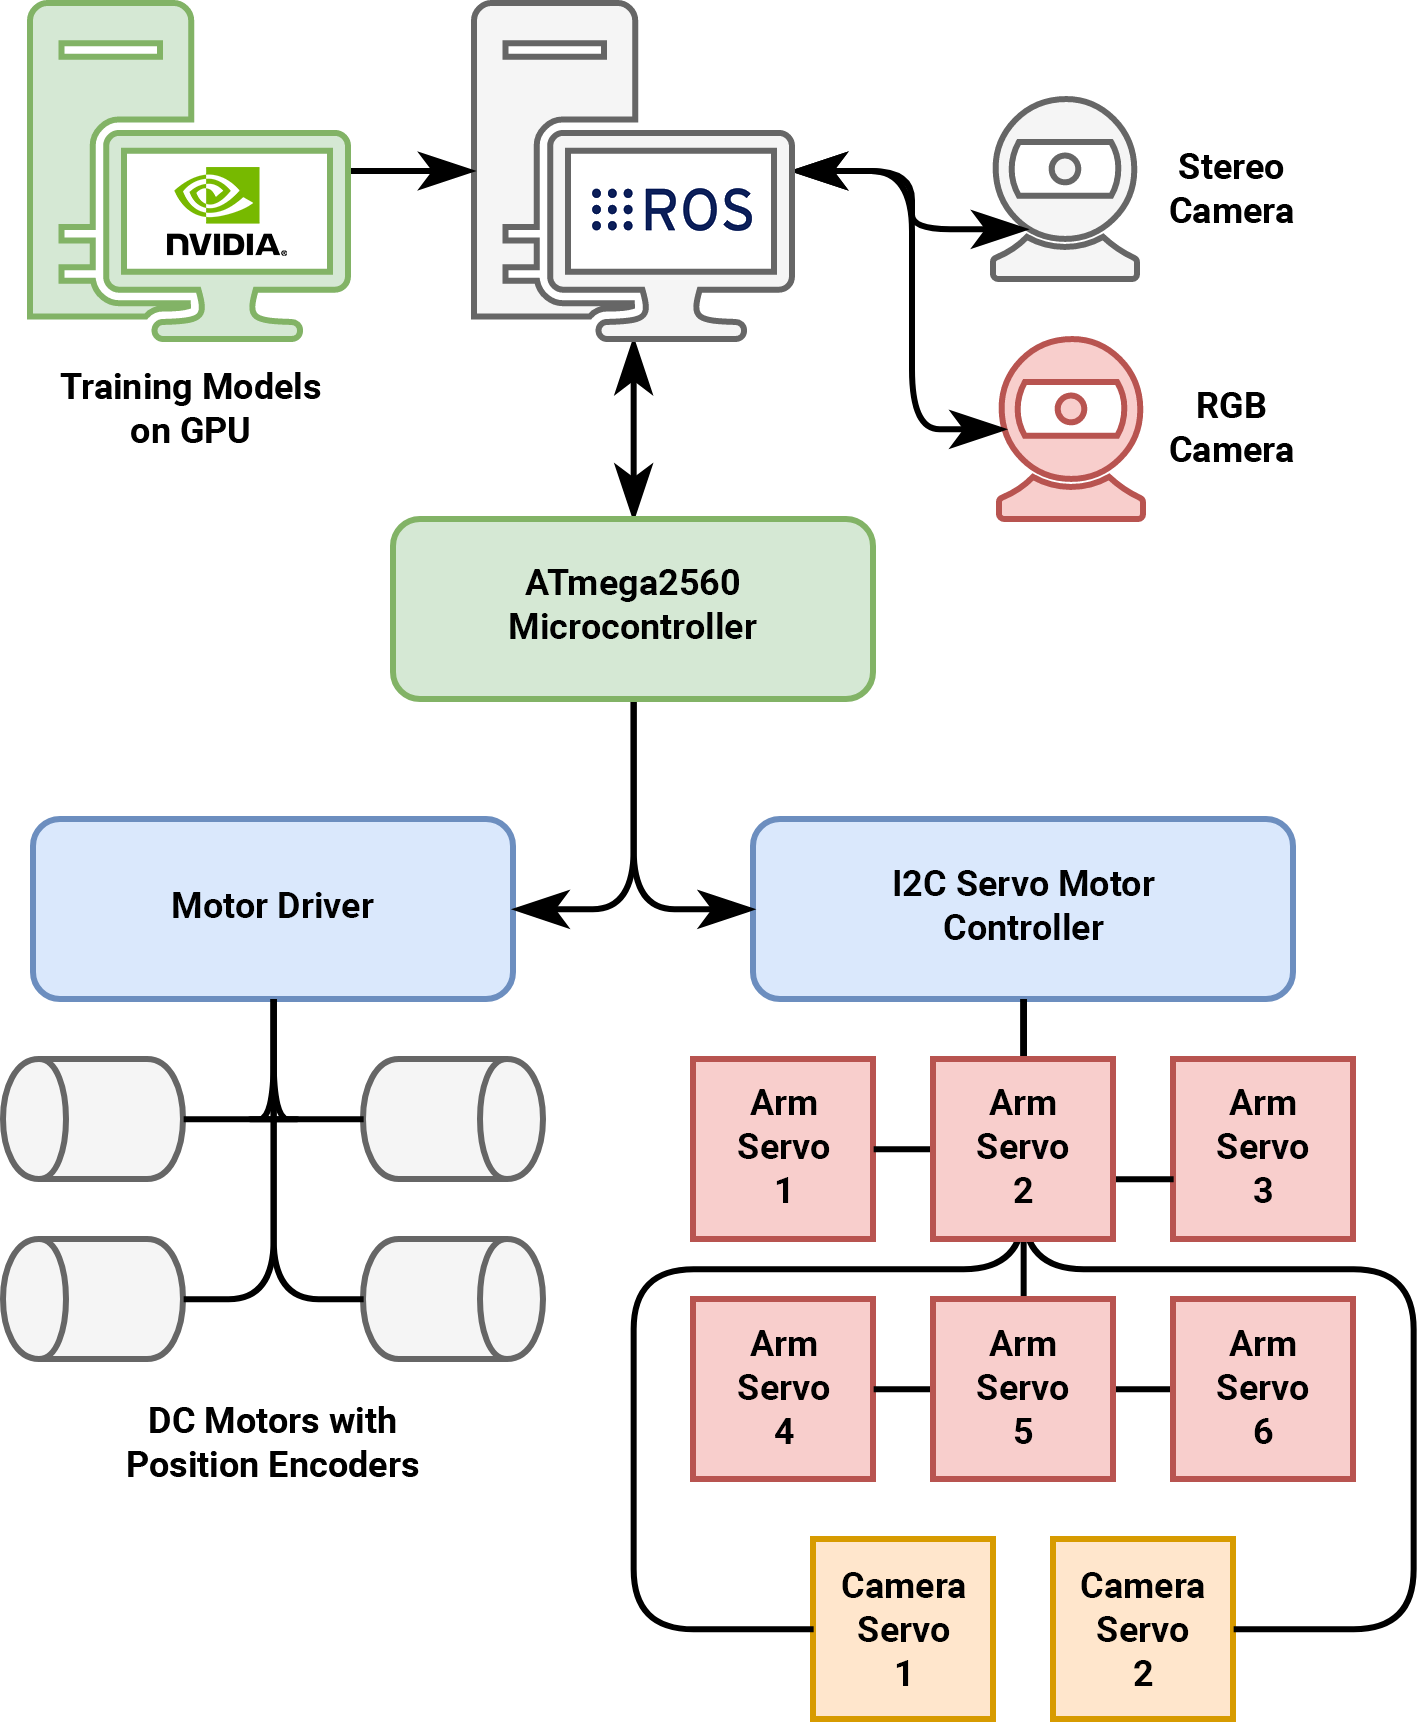 NVIDIA®
ROS
Stereo
Camera
Training Models
on GPU
RGB
Camera
ATmega2560
Microcontroller
Motor Driver
I2C Servo Motor
Controller
Arm
Servo
1
Arm
Servo
2
Arm
Servo
3
Arm
Servo
4
Arm
Servo
5
Arm
Servo
6
DC Motors with
Position Encoders
Camera
Servo
1
Camera
Servo
2